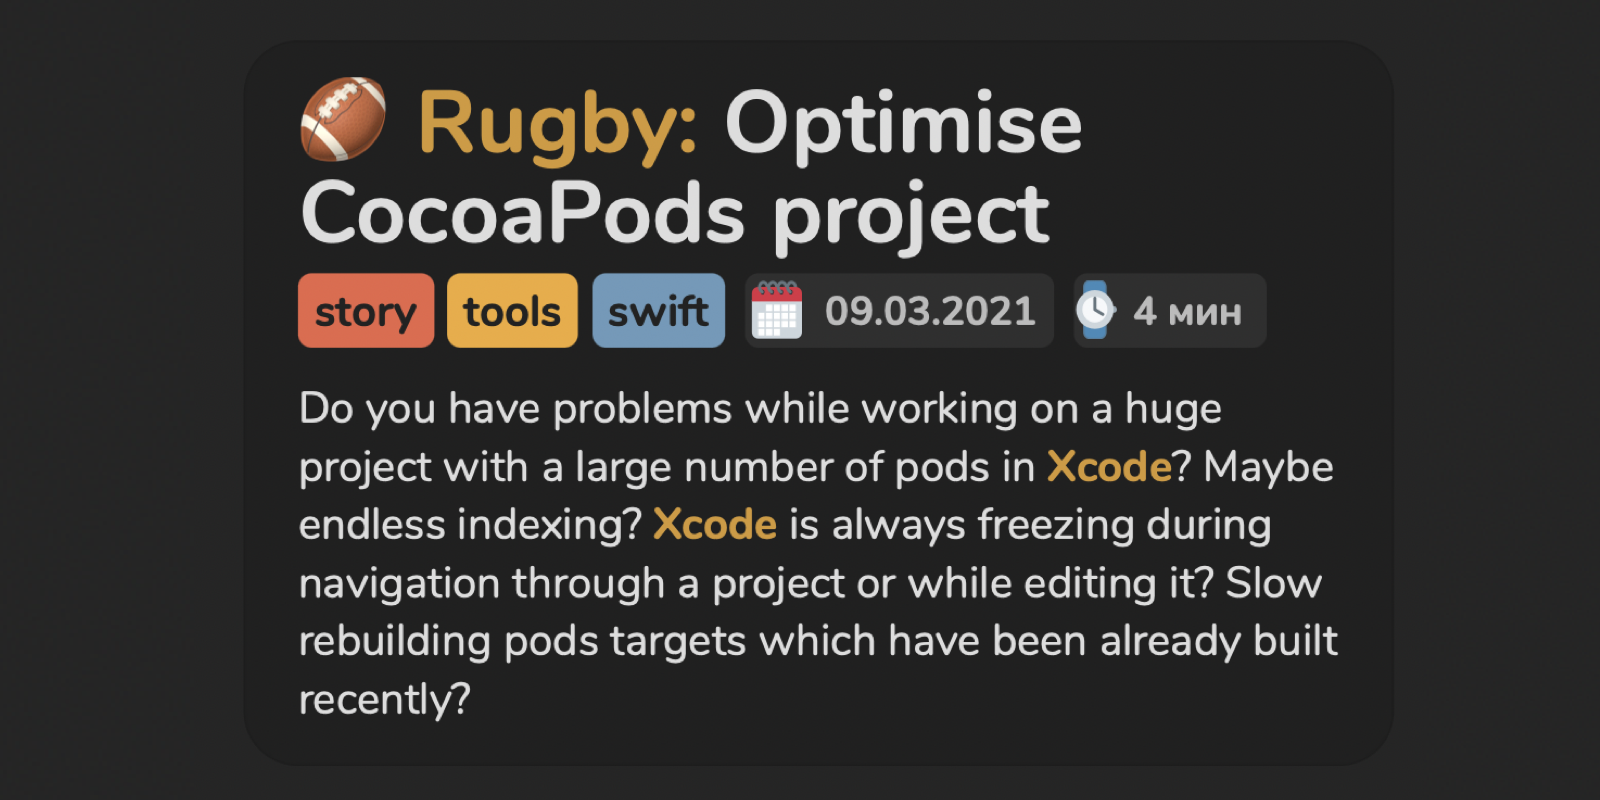 Rugby: Optimise
CocoaPods project
story tools swift 09.03.2021 4 мин
Do you have problems while working on a huge
project with a large number of pods in Xcode? Maybe
endless indexing? Xcode is always freezing during
navigation through a project or while editing it? Slow
rebuilding pods targets which have been already built
recently?